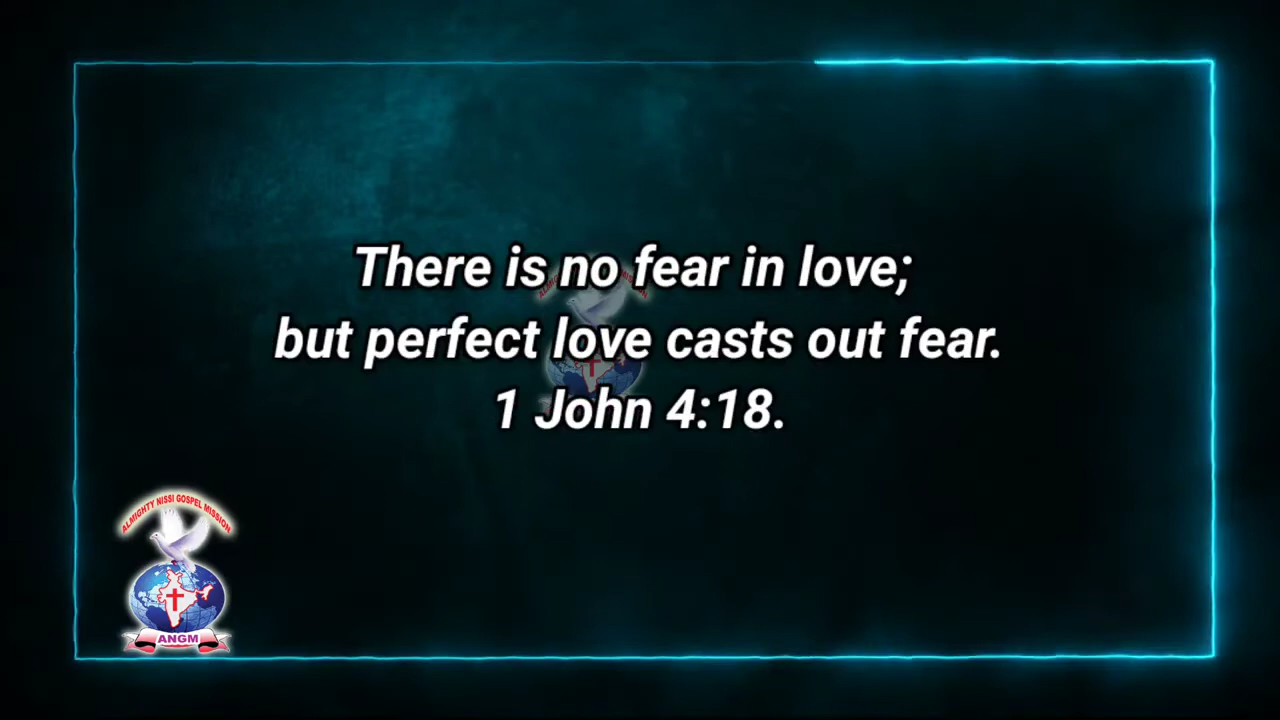 There is no fear in love;
but perfect love casts out fear.
1 John 4:18.
ALMIGHTY NISSI GOSPEL MISSION
ANGM